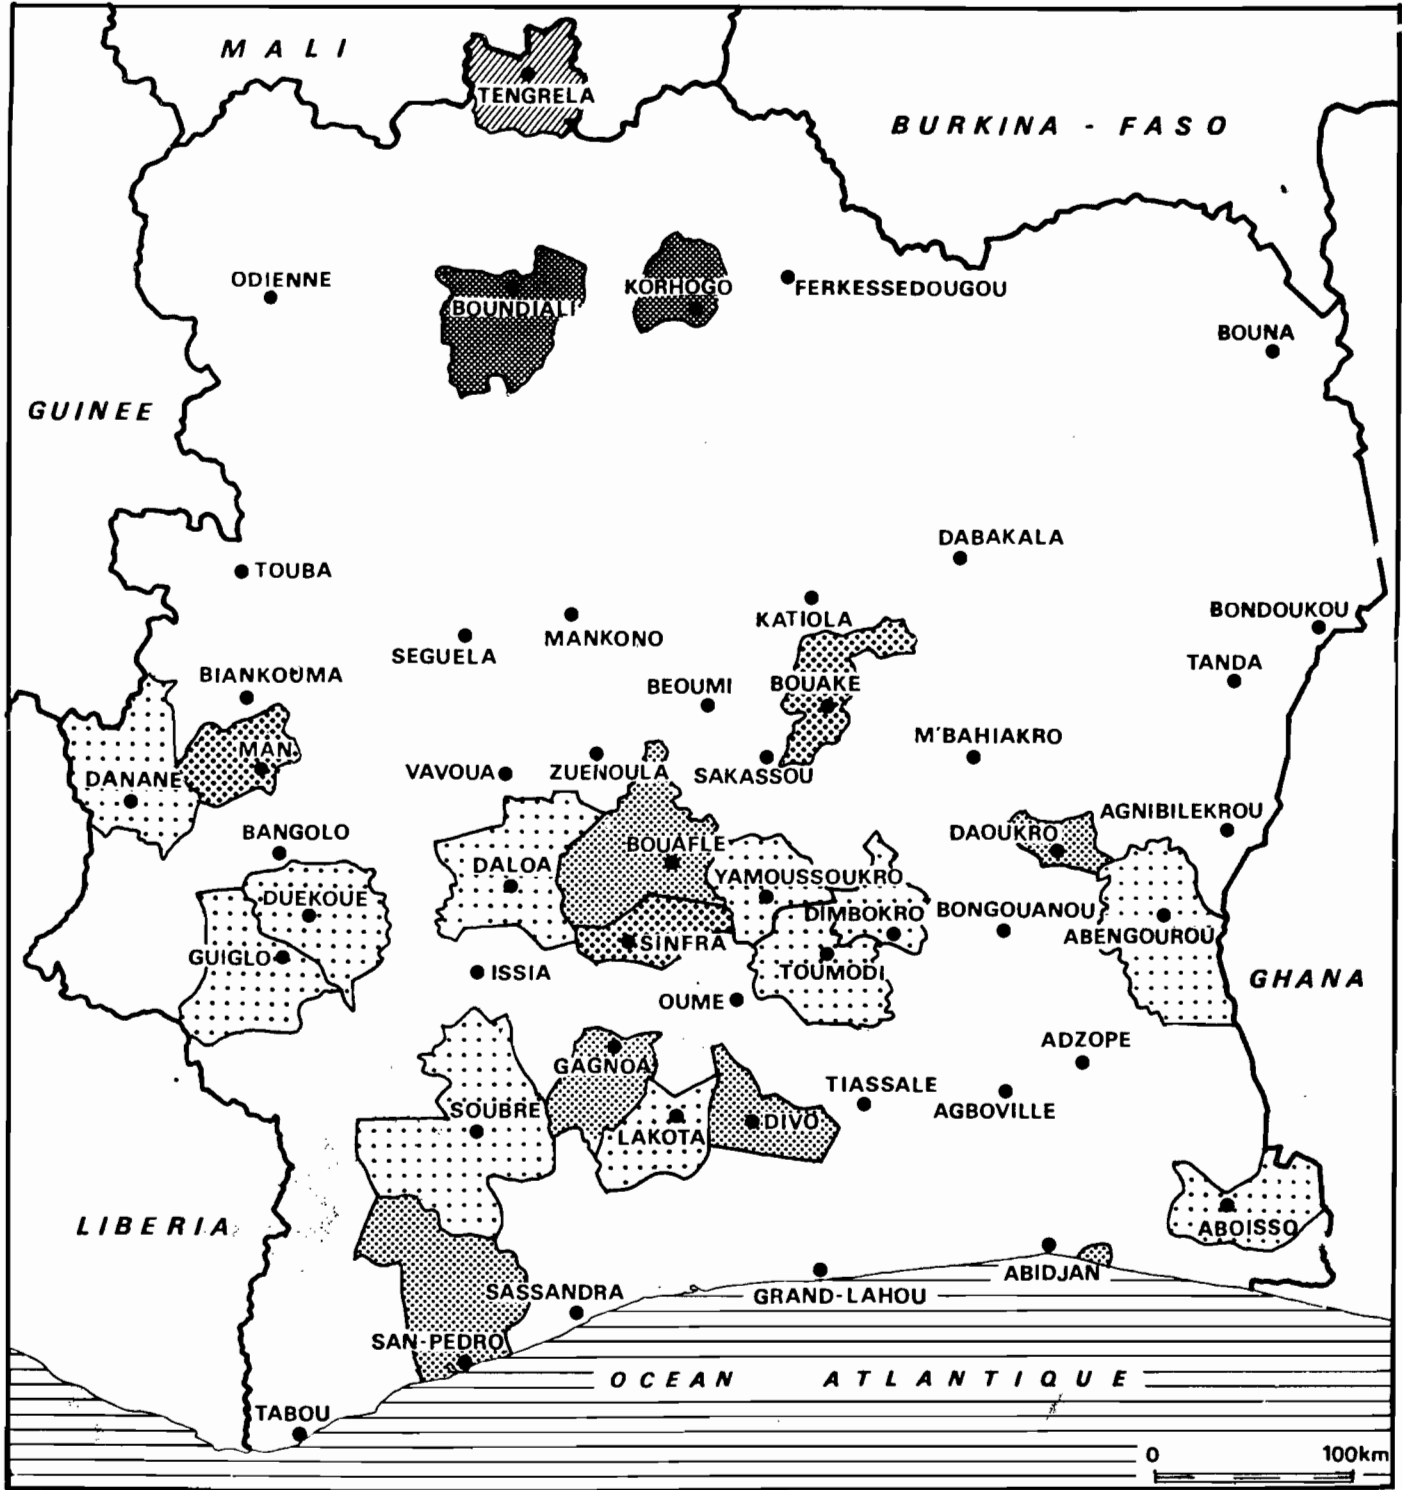 MALI
TENGRELA
BURKINA - FASO
ODIENNE
BOUNDIALI
KORHOGO
FERKESSEDOUGOU
BOUNA
GUINEE
TOUBA
DABAKALA
KATIOLA
BONDOUKOU
MANKONO
SEGUELA
TANDA
BIANKOUMA
BEOUMI
BOUAKE
M'BAHIAKRO
MAN
DANANE
VAVOUA
ZUENOULA
SAKASSOU
AGNIBILEKROU
BANGOLO
DAOUKRO
BOUAFLE
DALOA
YAMOUSSOUKRO
DUEKOUE
DIMBOKRO
BONGOUANOU
ABENGOUROU
SINFRA
GUIGLO
ISSIA
TOUMODI
GHANA
OUME
ADZOPE
GAGNOA
TIASSALE
AGBOVILLE
SOUBRE
LAKOTA
DIVO
LIBERIA
ABOISSO
ABIDJAN
SASSANDRA
GRAND-LAHOU
SAN-PEDRO
OCEAN ATLANTIQUE
TABOU
0 100km